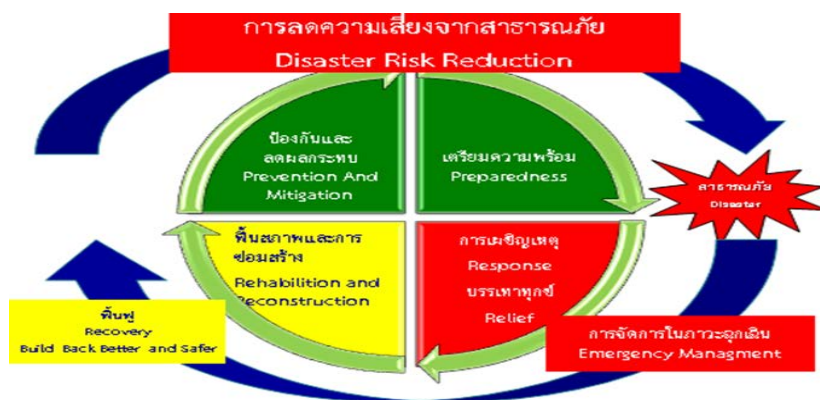 การลดความเสี่ยงจากสาธารณภัย
Disaster Risk Reduction
ป้องกันและ
ลดผลกระทบ
Prevention And
Mitigation
เตรียมความพร้อม
Preparedness
สาธารณภัย
Disaster
ฟื้นสภาพและการ
ซ่อมสร้าง
Rehabilition and
Reconstruction
การเผชิญเหตุ
Response
บรรเทาทุกข์
Relief
ฟื้นฟู
Recovery
Build Back Better and Safer
การจัดการในภาวะฉุกเฉิน
Emergency Managment